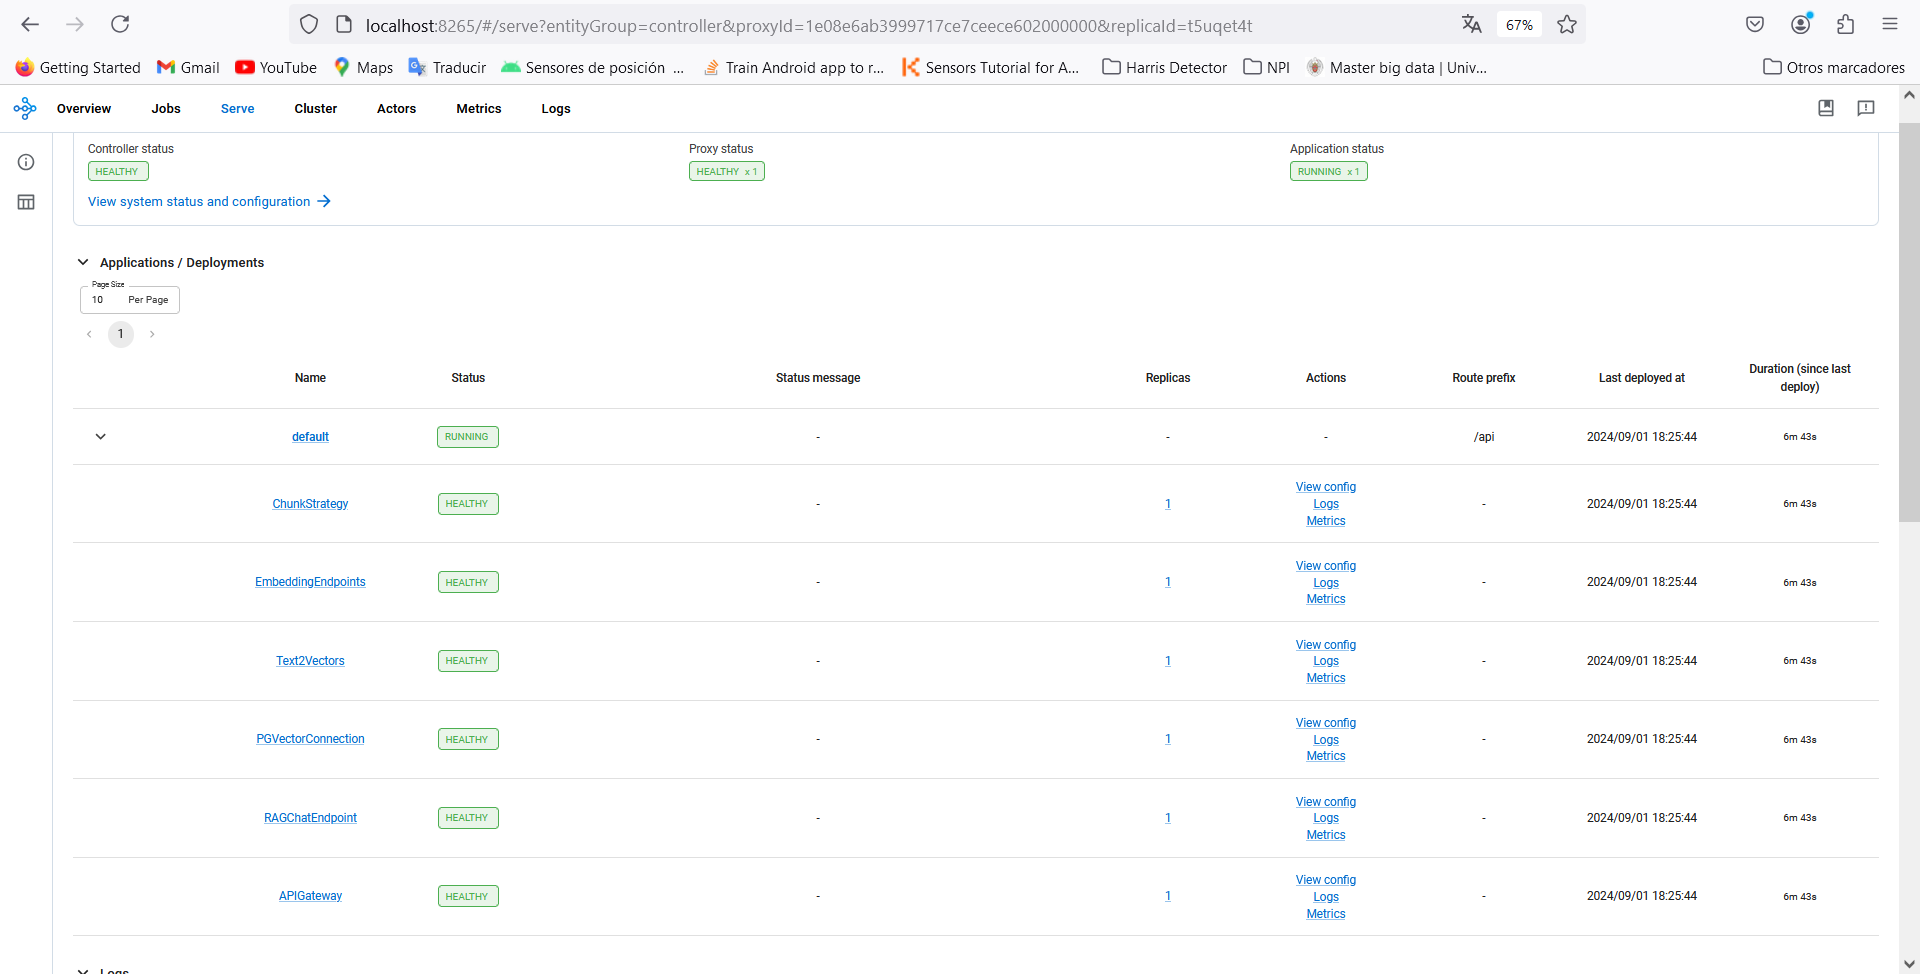 localhost:8265/#/serve?entityGroup=controller&proxyId=1e08e6ab3999717ce7ceece602000000&replicaId=t5uqet4t
67%
Getting Started Gmail YouTube Maps Traducir Sensores de posición ... Train Android app to r... Sensors Tutorial for A... Harris Detector NPI Master big data | Univ... Otros marcadores
Overview Jobs Serve Cluster Actors Metrics Logs
Controller status Proxy status Application status
HEALTHY HEALTHY x 1 RUNNING x 1
View system status and configuration
Applications / Deployments
Page Size
10 Per Page
1
Name Status Status message Replicas Actions Route prefix Last deployed at Duration (since last
deploy)
default RUNNING - - - /api 2024/09/01 18:25:44 6m 43s
View config
ChunkStrategy HEALTHY - 1 Logs - 2024/09/01 18:25:44 6m 43s
Metrics
View config
EmbeddingEndpoints HEALTHY - 1 Logs - 2024/09/01 18:25:44 6m 43s
Metrics
View config
Text2Vectors HEALTHY - 1 Logs - 2024/09/01 18:25:44 6m 43s
Metrics
View config
PGVectorConnection HEALTHY - 1 Logs - 2024/09/01 18:25:44 6m 43s
Metrics
View config
RAGChatEndpoint HEALTHY - 1 Logs - 2024/09/01 18:25:44 6m 43s
Metrics
View config
APIGateway HEALTHY - 1 Logs - 2024/09/01 18:25:44 6m 43s
Metrics
Logs